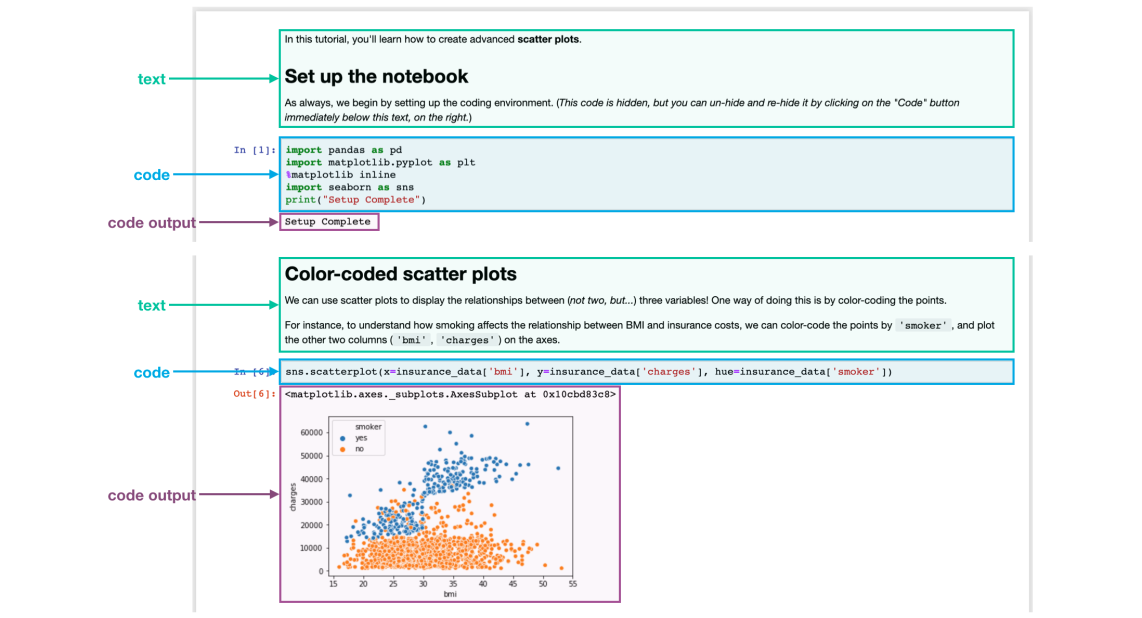 In this tutorial, you'll learn how to create advanced scatter plots.
text
Set up the notebook
As always, we begin by setting up the coding environment. (This code is hidden, but you can un-hide and re-hide it by clicking on the "Code" button
immediately below this text, on the right.)
In [1]: import pandas as pd
import matplotlib.pyplot as plt
code
%matplotlib inline
import seaborn as sns
print("Setup Complete")
code output
Setup Complete
Color-coded scatter plots
text
We can use scatter plots to display the relationships between (not two, but...) three variables! One way of doing this is by color-coding the points.
For instance, to understand how smoking affects the relationship between BMI and insurance costs, we can color-code the points by 'smoker' , and plot
the other two columns ( 'bmi' , 'charges' ) on the axes.
code
In [6]: sns.scatterplot(x=insurance_data['bmi'], y=insurance_data['charges'], hue=insurance_data['smoker'])
Out[6]: <matplotlib.axes._subplots.AxesSubplot at 0x10cbd83c8>
code output
smoker
yes
no
60000
50000
40000
30000
20000
10000
0
charges
15 20 25 30 35 40 45 50 55
bmi